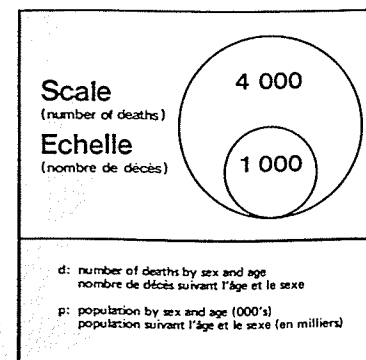 Scale
(number of deaths)
Echelle
(nombre de décès)
4 000
1 000
d: number of deaths by sex and age
nombre de décès suivant l'âge et le sexe
p: population by sex and age (000's)
population suivant l'âge et le sexe (en milliers)